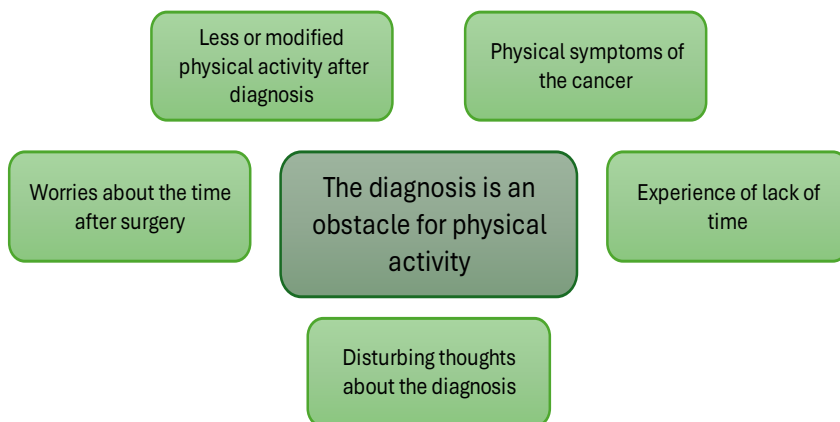 Less or modified
physical activity after
diagnosis
Physical symptoms of
the cancer
Worries about the time
after surgery
The diagnosis is an
obstacle for physical
activity
Experience of lack of
time
Disturbing thoughts
about the diagnosis